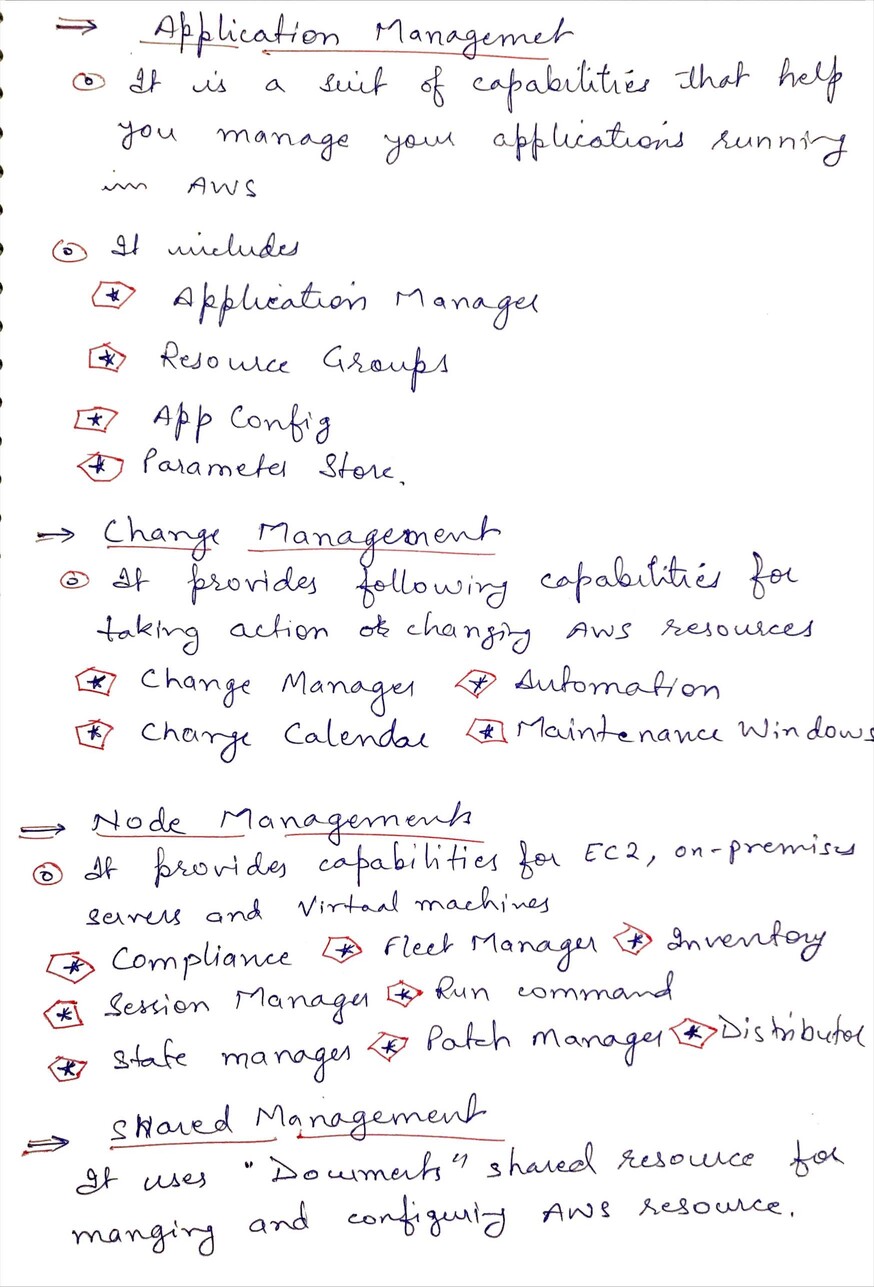 ⇒ Application Managemet
⊙ It is a suit of capabilities that help
you manage your applications running
in AWS
⊙ It includes
* Application Manager
* Resource Groups
* App Config
* Parameter Store.
⇒ Change Management
⊙ It provides following capabilities for
taking action or changing AWS resources
* Change Manager * Automation
* Change Calendar * Maintenance Windows
⇒ Node Managements
⊙ It provides capabilities for EC2, on-premises
servers and Virtual machines
* Compliance * Fleet Manager * Inventory
* Session Manager * Run command
* State manager * Patch Manager * Distributor
⇒ Shared Management
It uses "Documents" shared resource for
manging and configuring AWS resource.